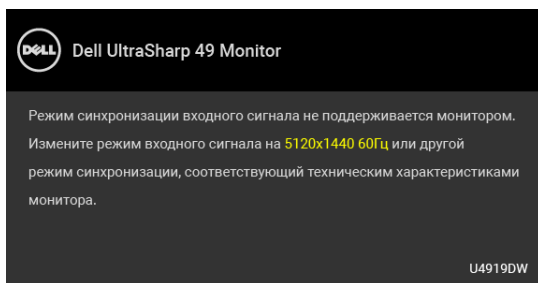 DELL Dell UltraSharp 49 Monitor
Режим синхронизации входного сигнала не поддерживается монитором.
Измените режим входного сигнала на 5120x1440 60Гц или другой
режим синхронизации, соответствующий техническим характеристиками
монитора.
U4919DW